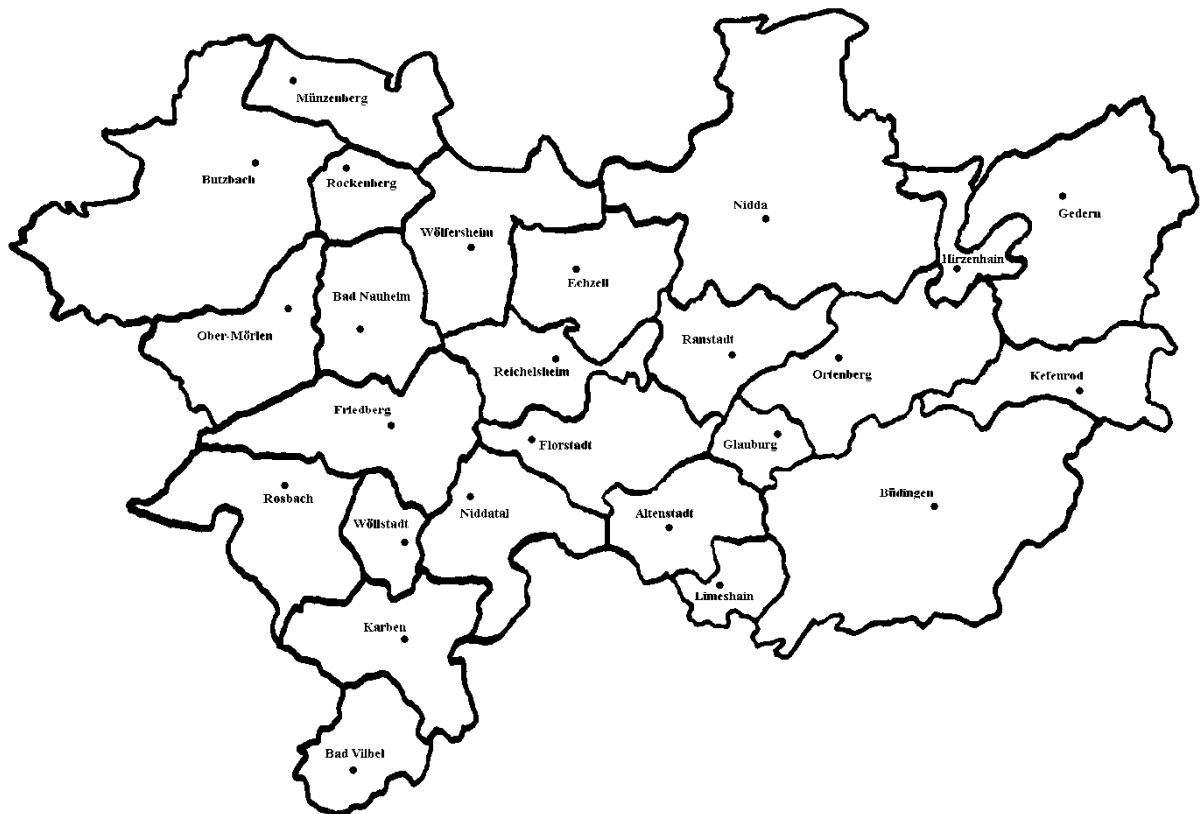 Münzenberg
Butzbach
Rockenberg
Nidda
Gedern
Wölfersheim
Hirzenhain
Echzell
Bad Nauheim
Ober-Mörlen
Ranstadt
Reichelsheim
Ortenberg
Kefenrod
Friedberg
Florstadt
Glauburg
Rosbach
Büdingen
Niddatal
Altenstadt
Wöllstadt
Limeshain
Karben
Bad Vilbel